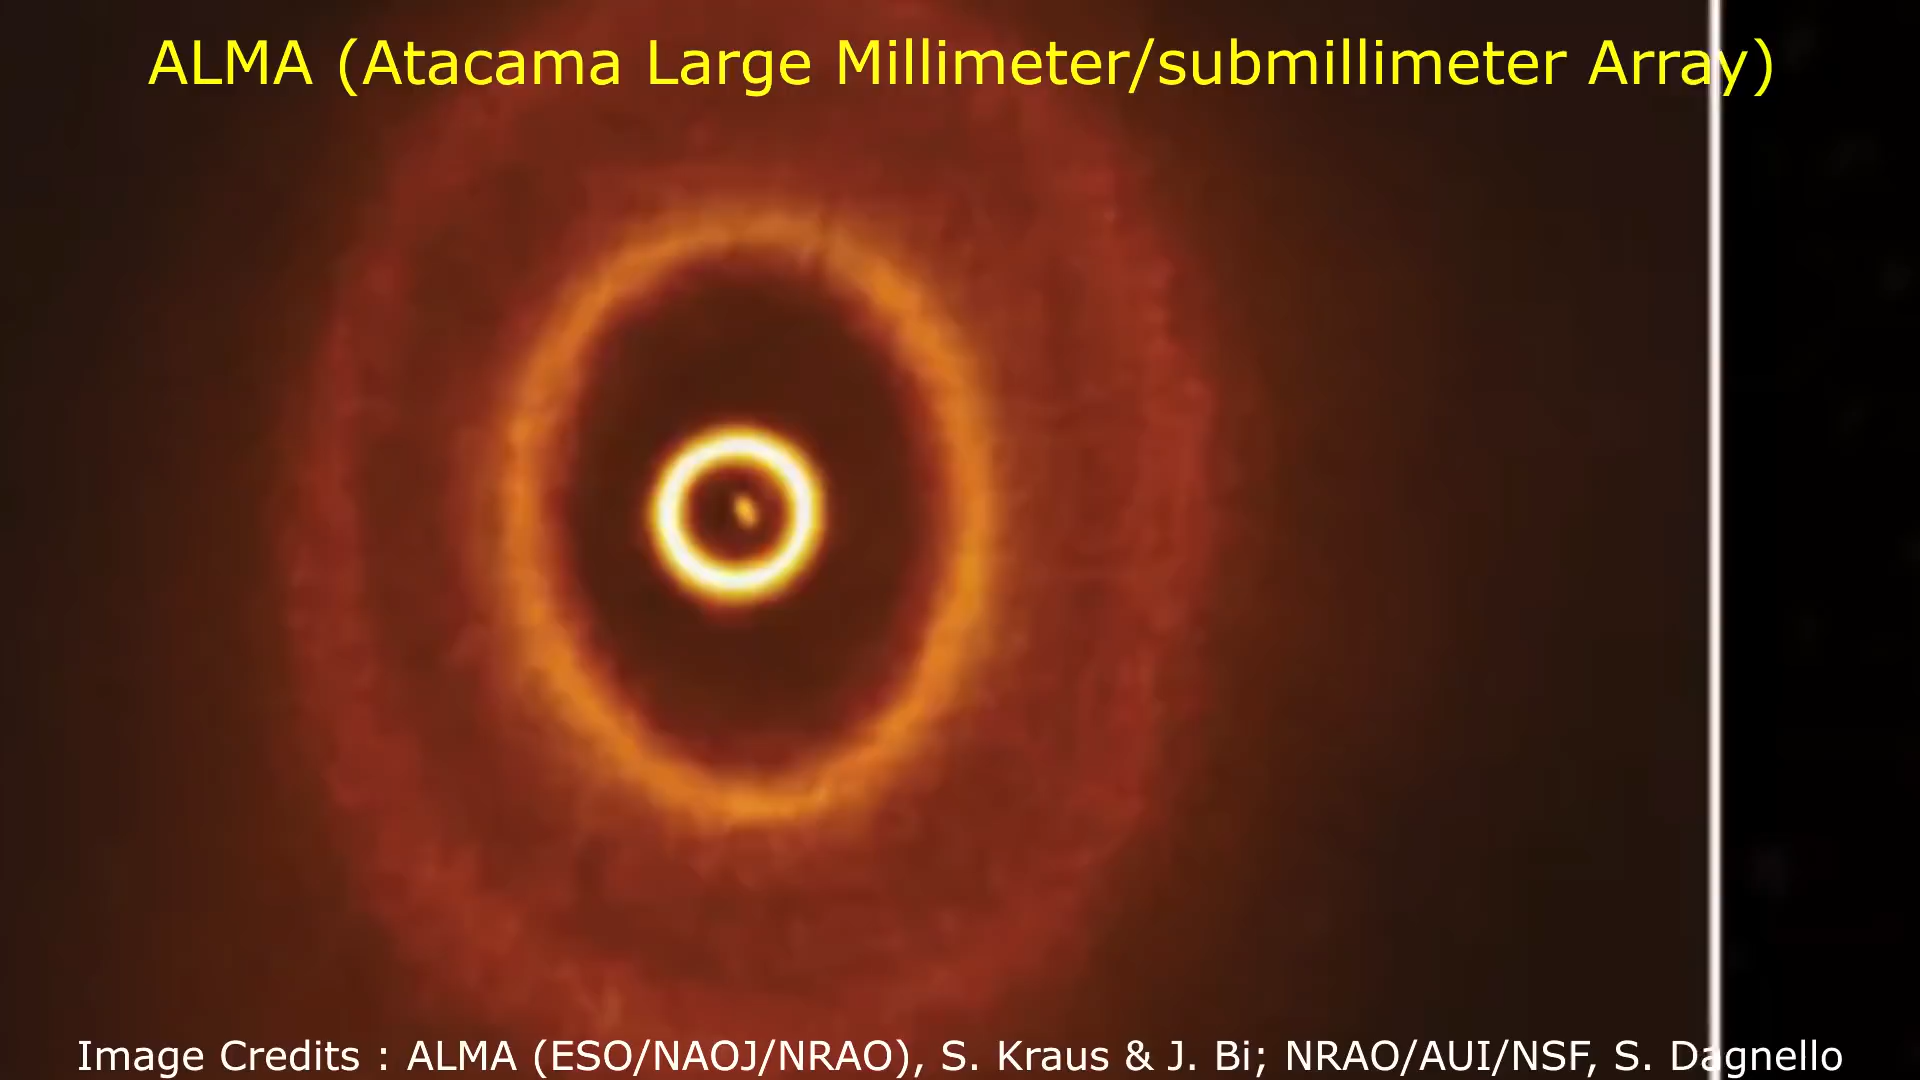 ALMA (Atacama Large Millimeter/submillimeter Array)
Image Credits : ALMA (ESO/NAOJ/NRAO), S. Kraus & J. Bi; NRAO/AUI/NSF, S. Dagnello